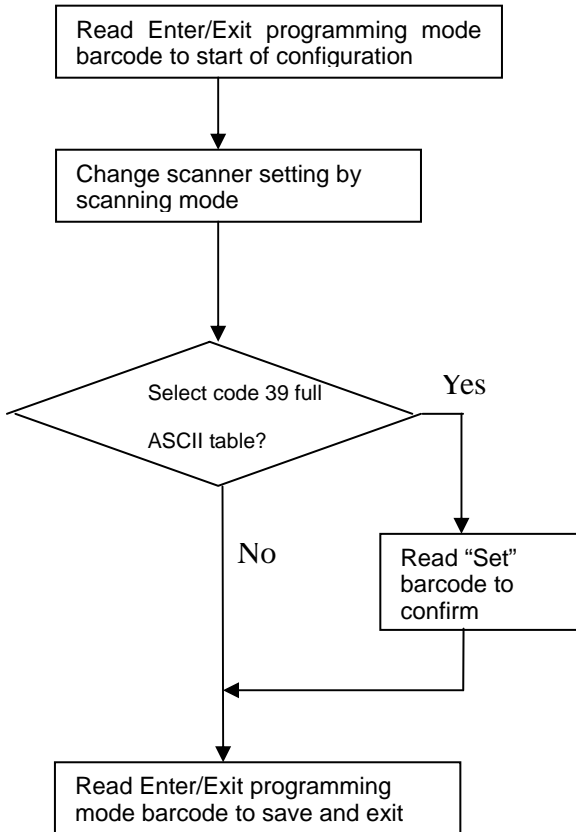 Read Enter/Exit programming mode
barcode to start of configuration
Change scanner setting by
scanning mode
Select code 39 full
ASCII table?
Yes
No
Read “Set”
barcode to
confirm
Read Enter/Exit programming
mode barcode to save and exit